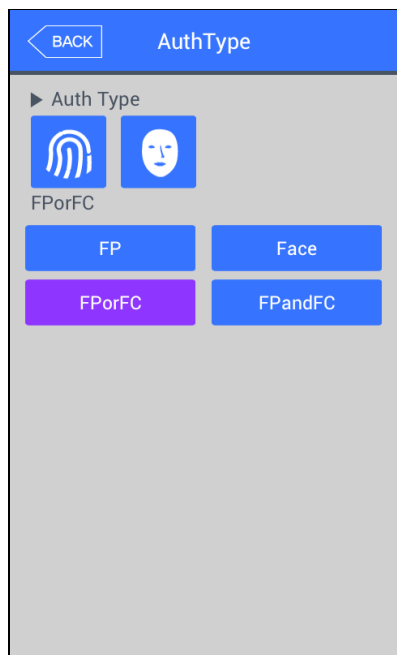 BACK AuthType
▶ Auth Type
FPorFC
FP Face
FPorFC FPandFC